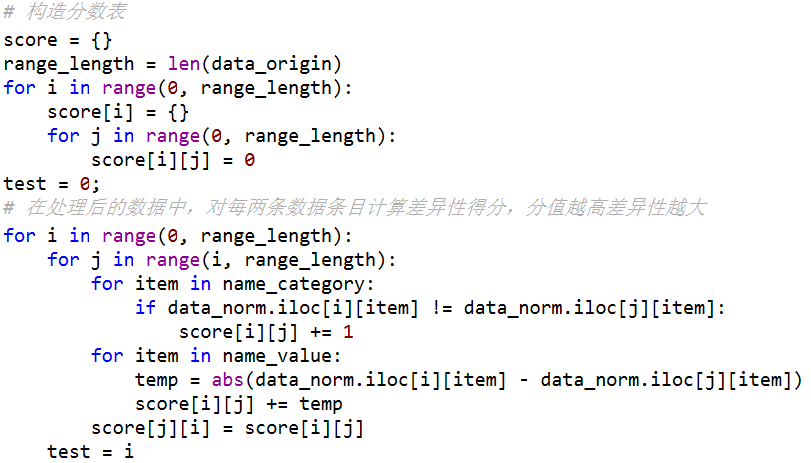 # 构造分数表
score = {}
range_length = len(data_origin)
for i in range(0, range_length):
    score[i] = {}
    for j in range(0, range_length):
        score[i][j] = 0
test = 0;
# 在处理后的数据中，对每两条数据条目计算差异性得分，分值越高差异性越大
for i in range(0, range_length):
    for j in range(i, range_length):
        for item in name_category:
            if data_norm.iloc[i][item] != data_norm.iloc[j][item]:
                score[i][j] += 1
        for item in name_value:
            temp = abs(data_norm.iloc[i][item] - data_norm.iloc[j][item])
            score[i][j] += temp
        score[j][i] = score[i][j]
    test = i